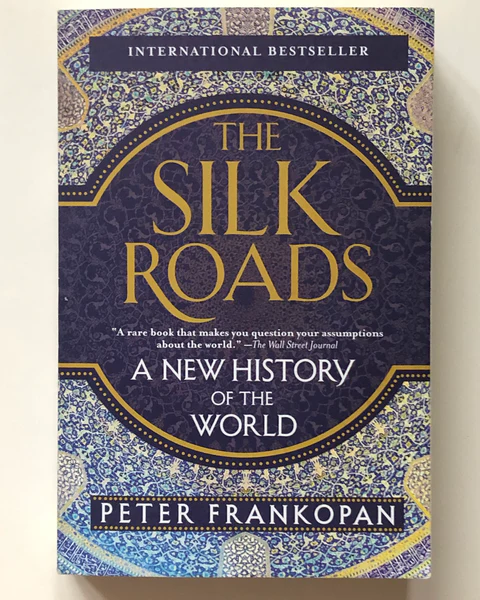 INTERNATIONAL BESTSELLER
THE
SILK
ROADS
"A rare book that makes you question your assumptions
about the world." —The Wall Street Journal
A NEW HISTORY
OF THE
WORLD
PETER FRANKOPAN